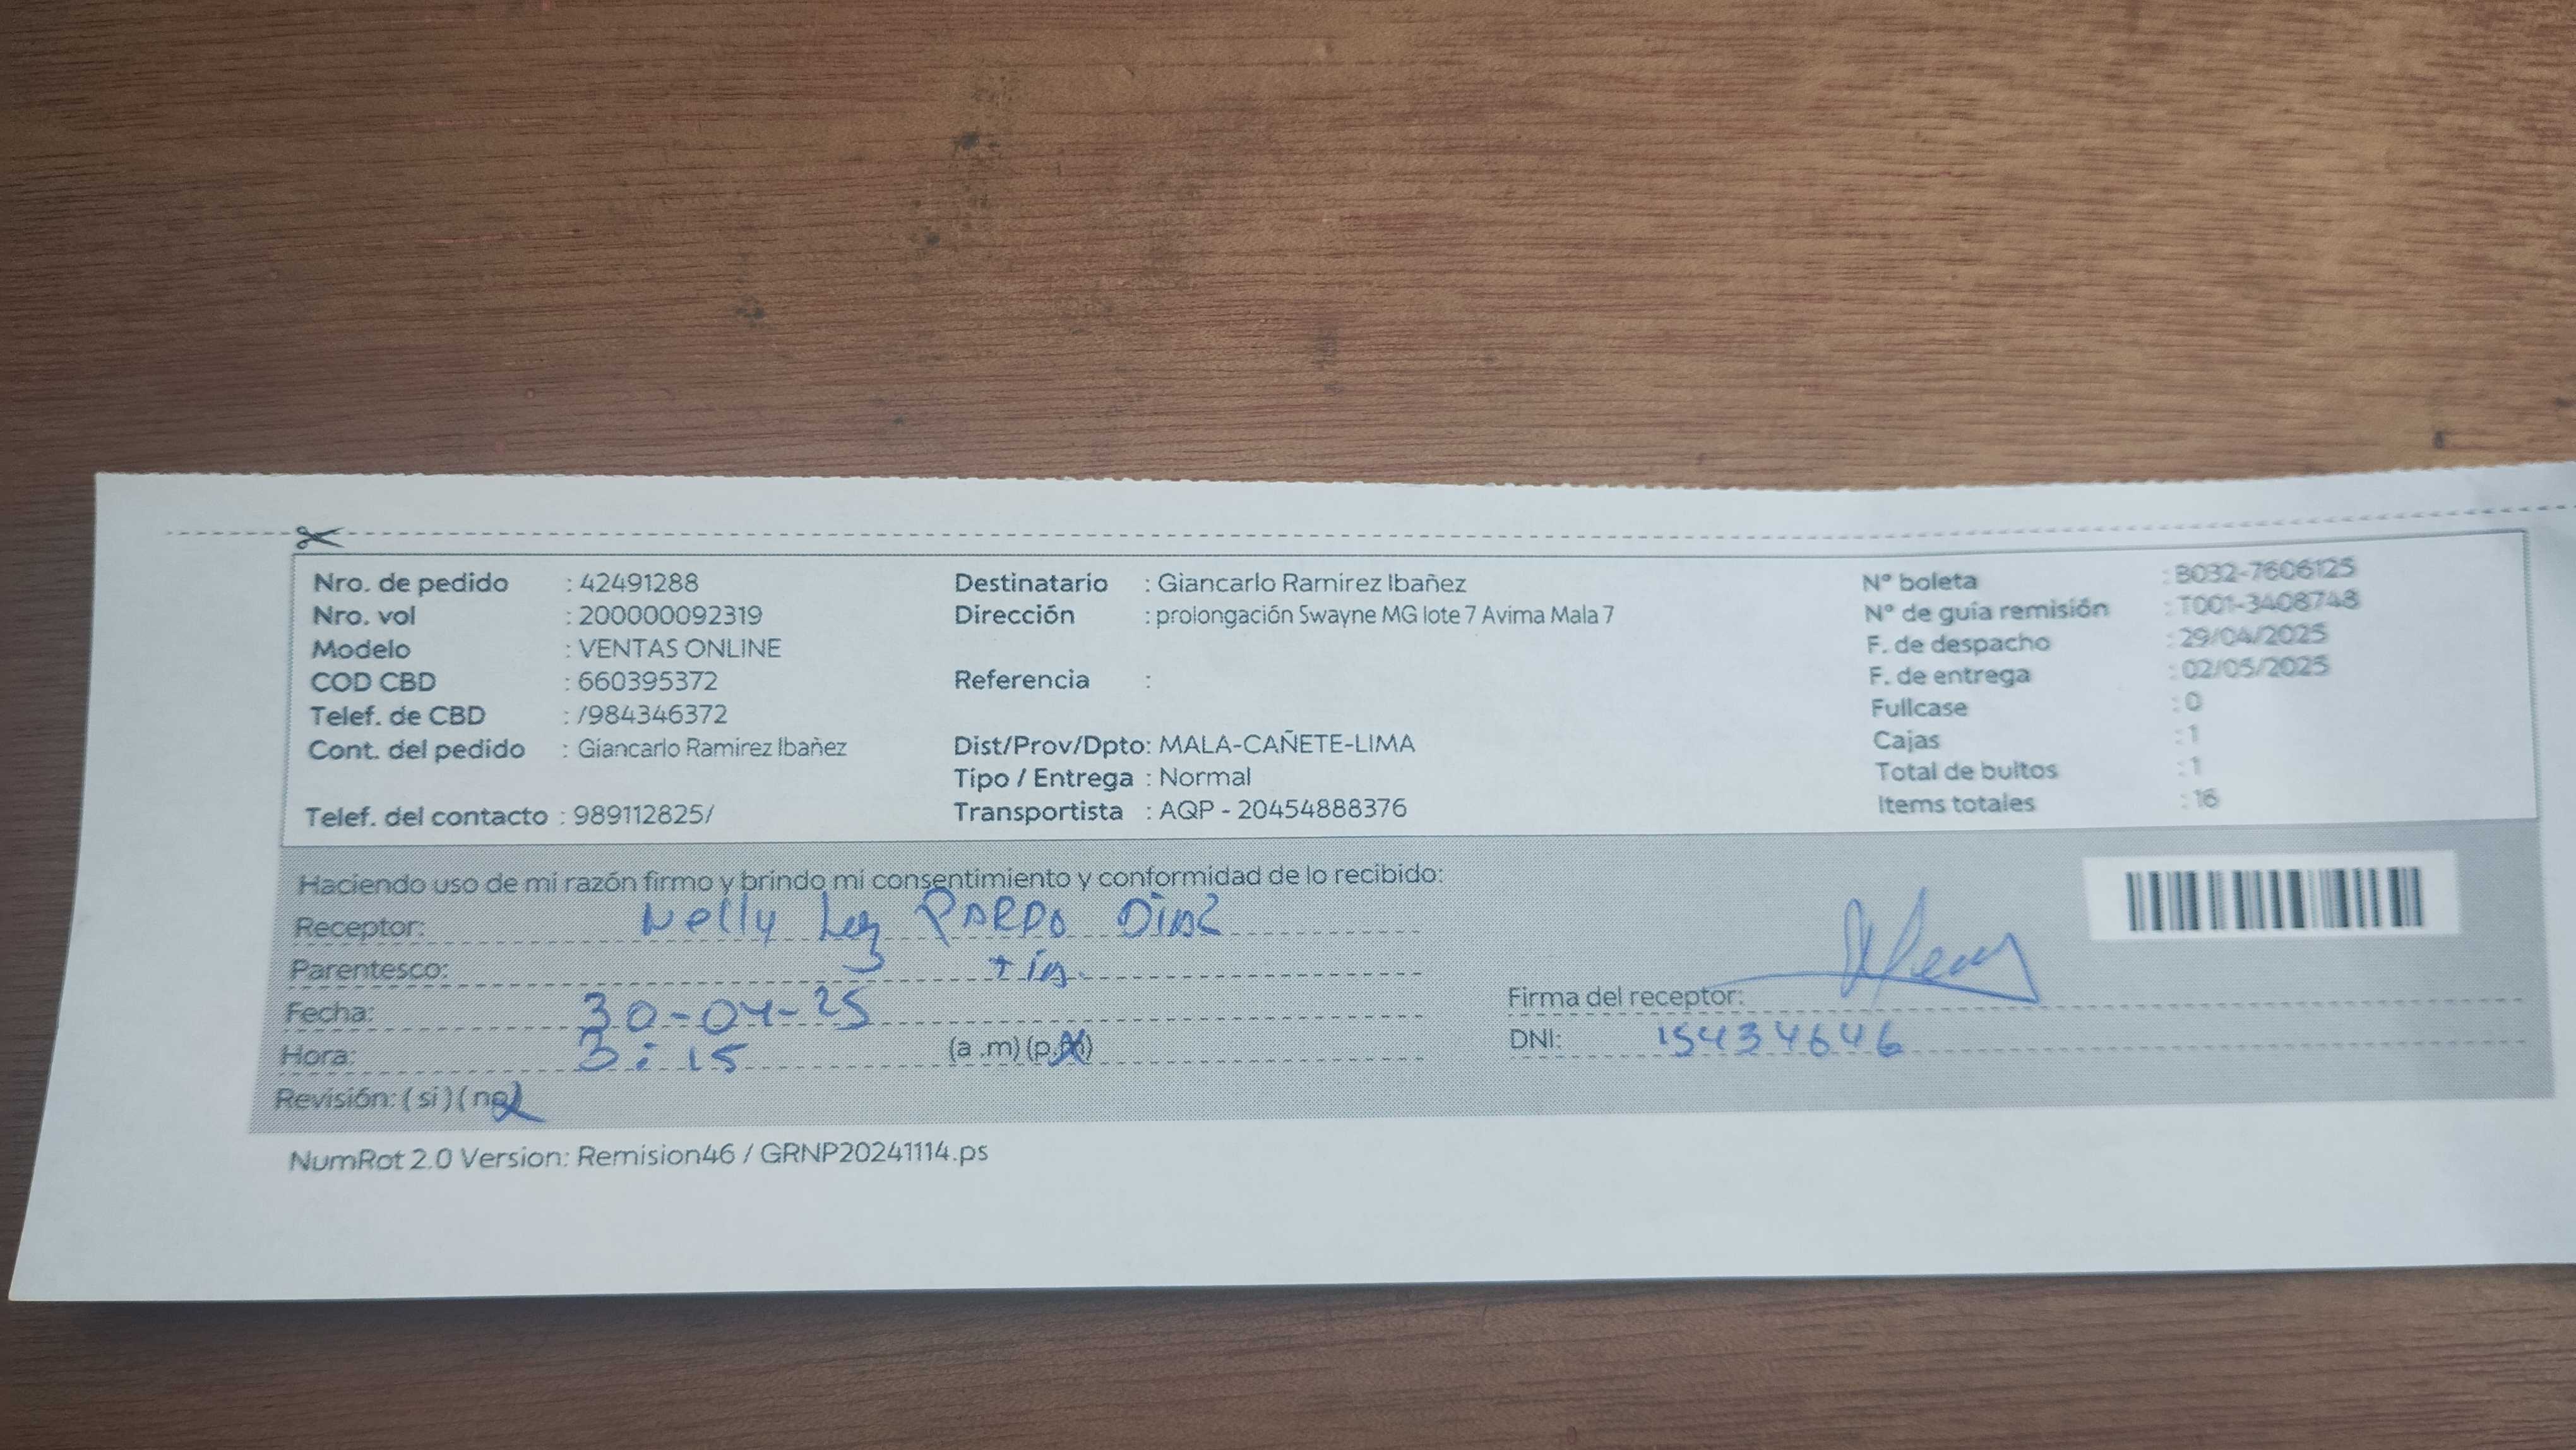 Nro. de pedido : 42491288
Nro. vol : 200000092319
Modelo : VENTAS ONLINE
COD CBD : 660395372
Telef. de CBD : /984346372
Cont. del pedido : Giancarlo Ramirez Ibañez
Telef. del contacto : 989112825/
Destinatario : Giancarlo Ramirez Ibañez
Dirección : prolongación Swayne MG lote 7 Avima Mala 7
Referencia :
Dist/Prov/Dpto: MALA-CAÑETE-LIMA
Tipo / Entrega : Normal
Transportista : AQP - 20454888376
N° boleta : B032-7606125
N° de guía remisión : T001-3408748
F. de despacho : 29/04/2025
F. de entrega : 02/05/2025
Fullcase : 0
Cajas : 1
Total de bultos : 1
Items totales : 16
Haciendo uso de mi razón firmo y brindo mi consentimiento y conformidad de lo recibido:
Receptor: Nelly Luz PARDO Diaz
Parentesco: tia.
Fecha: 30-04-25
Hora: 3:15 (a .m) (p.m)
Revisión: ( si ) ( no )
Firma del receptor:
DNI: 15434646
NumRot 2.0 Version: Remision46 / GRNP20241114.ps